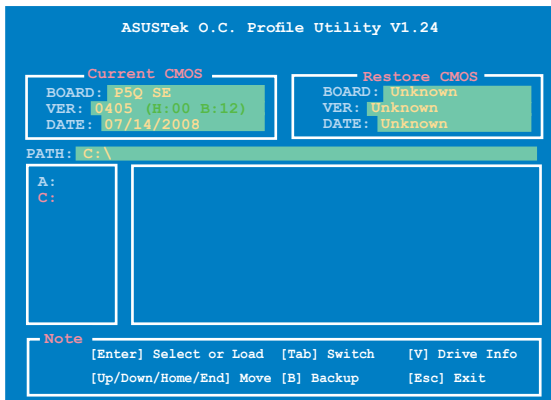 ASUSTek O.C. Profile Utility V1.24
Current CMOS
BOARD: P5Q SE
VER: 0405 (H:00 B:12)
DATE: 07/14/2008
Restore CMOS
BOARD: Unknown
VER: Unknown
DATE: Unknown
PATH: C:\
A:
C:
Note
[Enter] Select or Load [Tab] Switch [V] Drive Info
[Up/Down/Home/End] Move [B] Backup [Esc] Exit